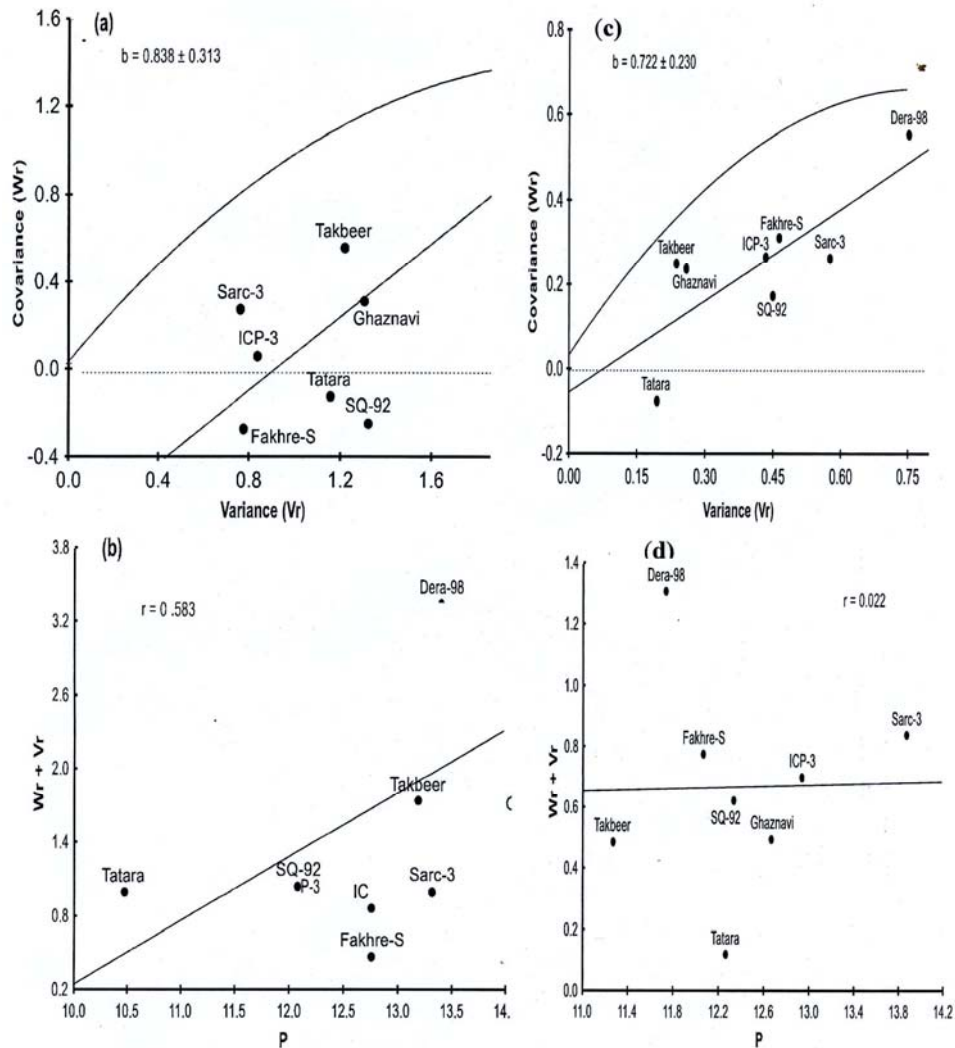 (a)
b = 0.838 ± 0.313
Covariance (Wr)
1.6
1.2
0.8
0.4
0.0
-0.4
Takbeer
Sarc-3
Ghaznavi
ICP-3
Tatara
SQ-92
Fakhre-S
0.0 0.4 0.8 1.2 1.6
Variance (Vr)
(c)
b = 0.722 ± 0.230
Covariance (Wr)
0.8
0.6
0.4
0.2
0.0
-0.2
Dera-98
Fakhre-S
Takbeer
ICP-3
Sarc-3
Ghaznavi
SQ-92
Tatara
0.00 0.15 0.30 0.45 0.60 0.75
Variance (Vr)
(b)
r = 0 .583
Wr + Vr
3.8
3.2
2.6
2.0
1.4
0.8
0.2
Dera-98
Takbeer
Tatara
SQ-92
P-3
IC
Sarc-3
Fakhre-S
10.0 10.5 11.0 11.5 12.0 12.5 13.0 13.5 14.
P
(d)
r = 0.022
Wr + Vr
1.4
1.2
1.0
0.8
0.6
0.4
0.2
0.0
Dera-98
Sarc-3
Fakhre-S
ICP-3
SQ-92
Ghaznavi
Takbeer
Tatara
11.0 11.4 11.8 12.2 12.6 13.0 13.4 13.8 14.2
P